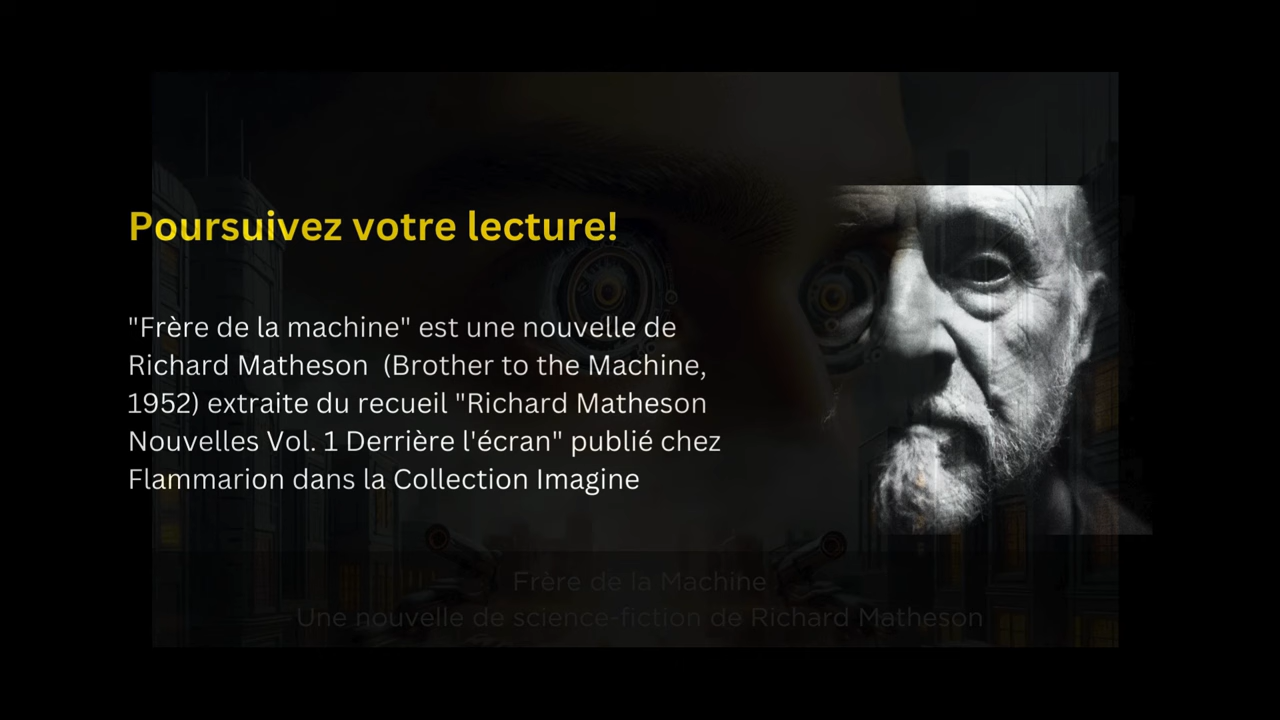 Poursuivez votre lecture!
"Frère de la machine" est une nouvelle de
Richard Matheson  (Brother to the Machine,
1952) extraite du recueil "Richard Matheson
Nouvelles Vol. 1 Derrière l'écran" publié chez
Flammarion dans la Collection Imagine
Frère de la Machine
Une nouvelle de science-fiction de Richard Matheson